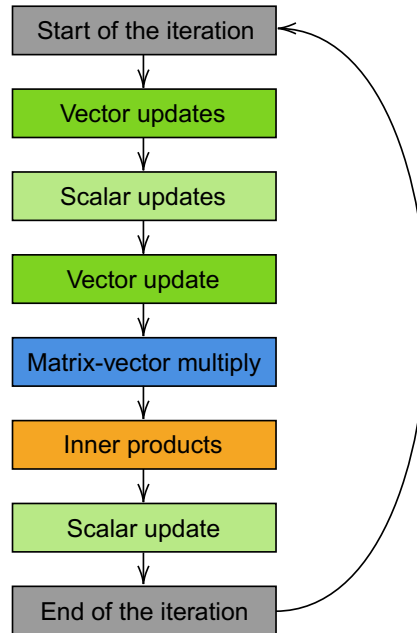 Start of the iteration
Vector updates
Scalar updates
Vector update
Matrix-vector multiply
Inner products
Scalar update
End of the iteration